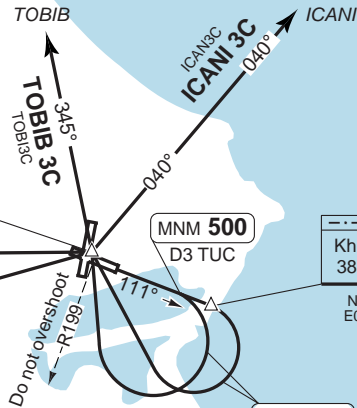 TOBIB
ICANI
ICAN3C
ICANI 3C
040°
040°
345°
TOBIB 3C
TOBI3C
MNM 500
D3 TUC
111°
R199
Do not overshoot
Kh
38
N
E0